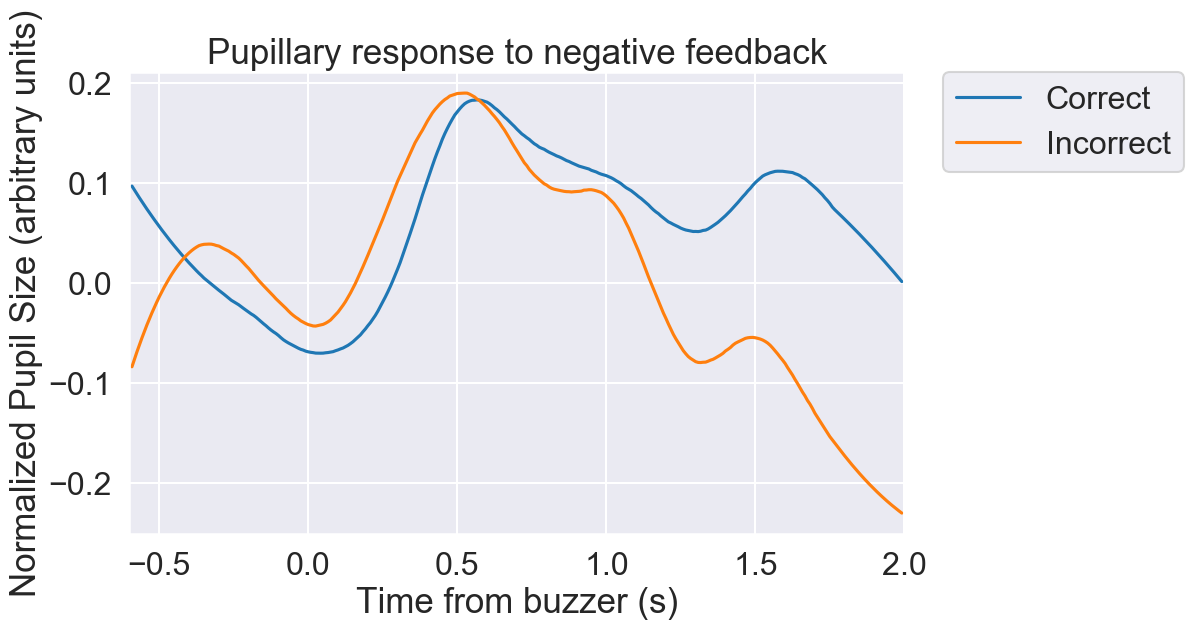 Pupillary response to negative feedback
Normalized Pupil Size (arbitrary units)
0.2
0.1
0.0
−0.1
−0.2
−0.5
0.0
0.5
1.0
1.5
2.0
Time from buzzer (s)
Correct
Incorrect